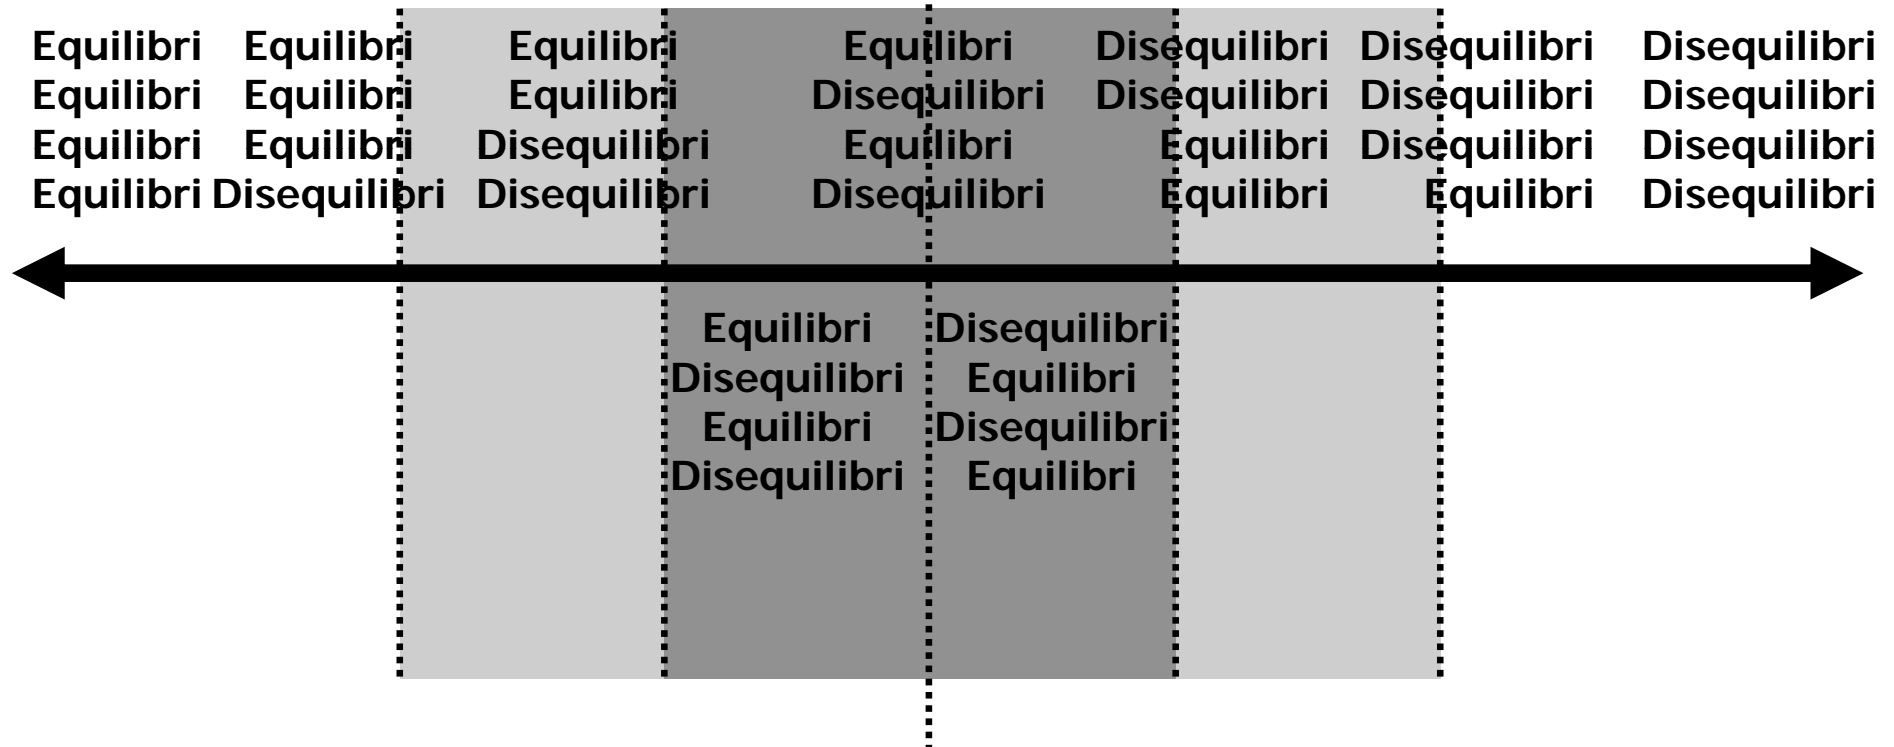 Equilibri Equilibri Equilibri Equilibri Disequilibri Disequilibri Disequilibri
Equilibri Equilibri Equilibri Disequilibri Disequilibri Disequilibri Disequilibri
Equilibri Equilibri Disequilibri Equilibri Equilibri Disequilibri Disequilibri
Equilibri Disequilibri Disequilibri Disequilibri Equilibri Equilibri Disequilibri
Equilibri Disequilibri
Disequilibri Equilibri
Equilibri Disequilibri
Disequilibri Equilibri